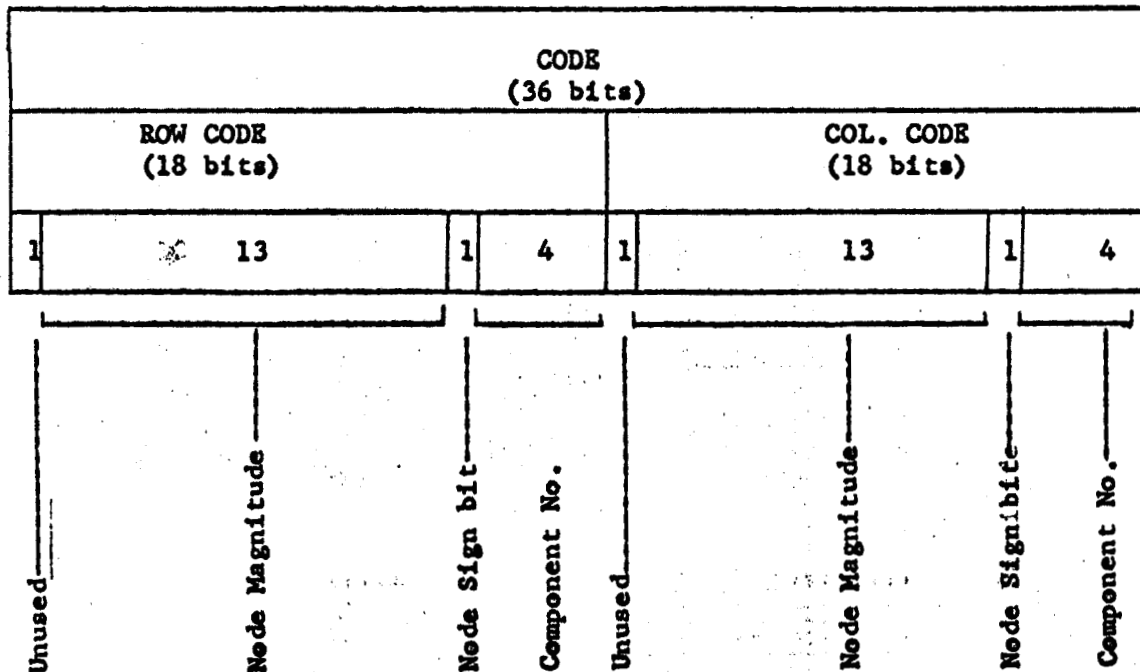 CODE
(36 bits)
ROW CODE
(18 bits)
COL. CODE
(18 bits)
1
13
1
4
1
13
1
4
Unused
Node Magnitude
Node Sign bit
Component No.
Unused
Node Magnitude
Node Signibite
Component No.